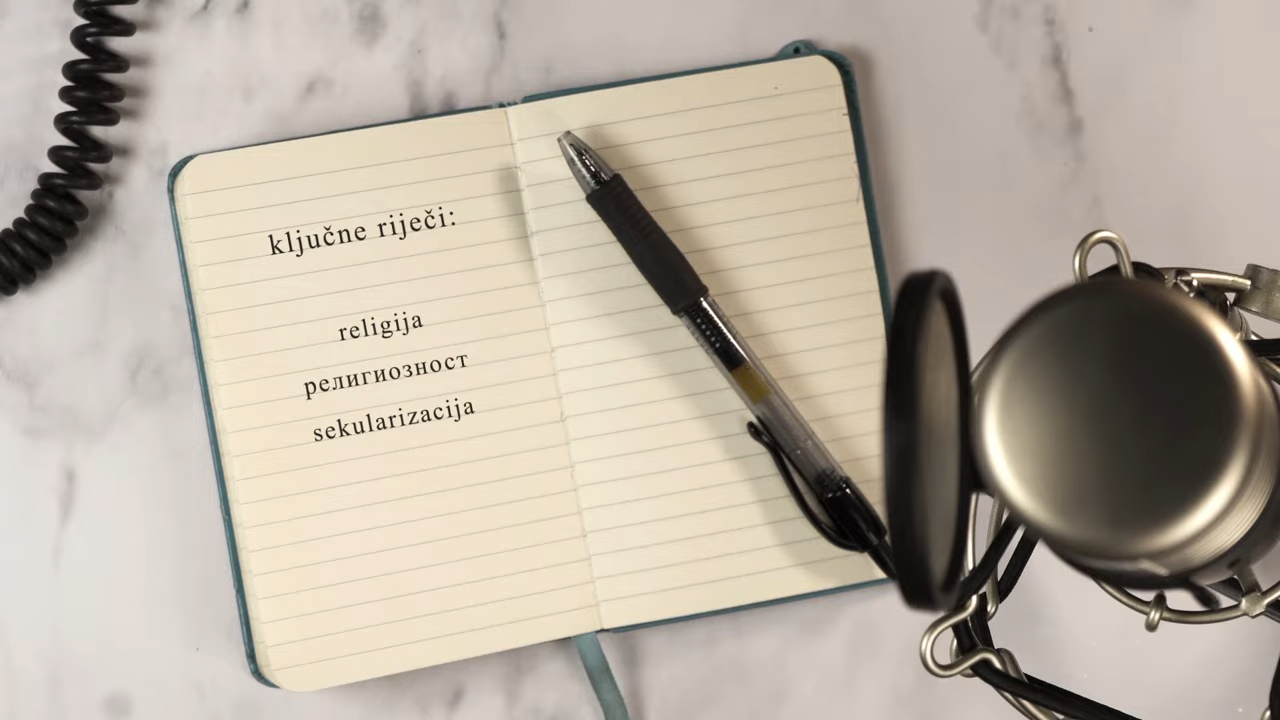 ključne riječi:
religija
религиозност
sekularizacija